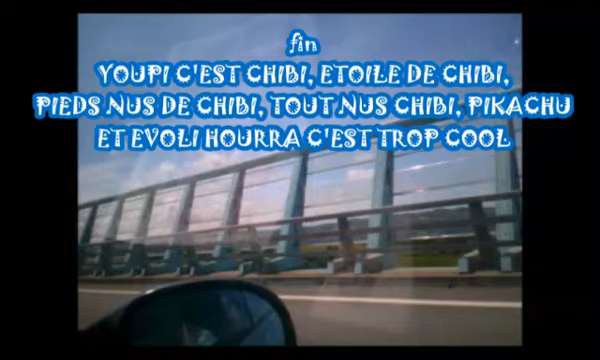 fin
YOUPI C'EST CHIBI, ETOILE DE CHIBI,
PIEDS NUS DE CHIBI, TOUT NUS CHIBI, PIKACHU
ET EVOLI HOURRA C'EST TROP COOL